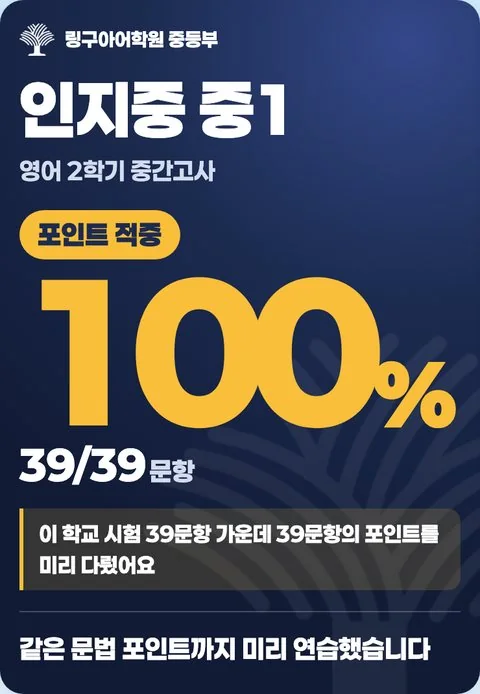 링구아어학원 중등부
인지중 중1
영어 2학기 중간고사
포인트 적중
100%
39/39 문항
이 학교 시험 39문항 가운데 39문항의 포인트를
미리 다뤘어요
같은 문법 포인트까지 미리 연습했습니다